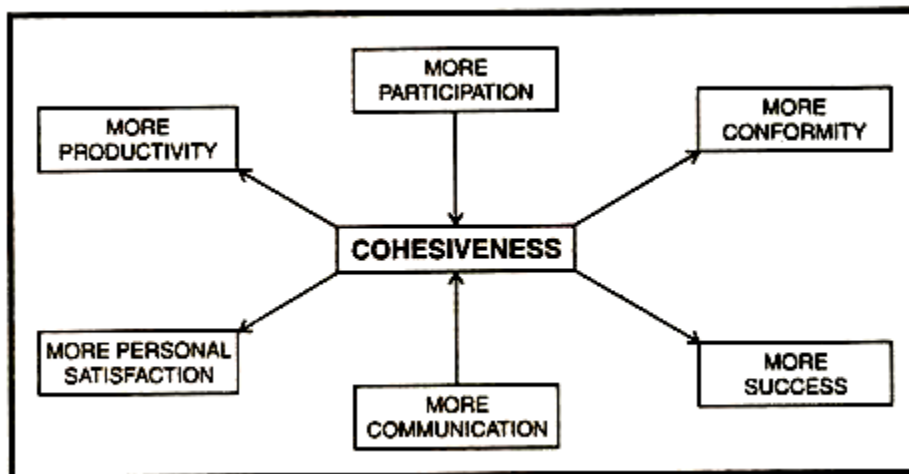 MORE
PARTICIPATION
MORE
PRODUCTIVITY
MORE
CONFORMITY
COHESIVENESS
MORE PERSONAL
SATISFACTION
MORE
SUCCESS
MORE
COMMUNICATION